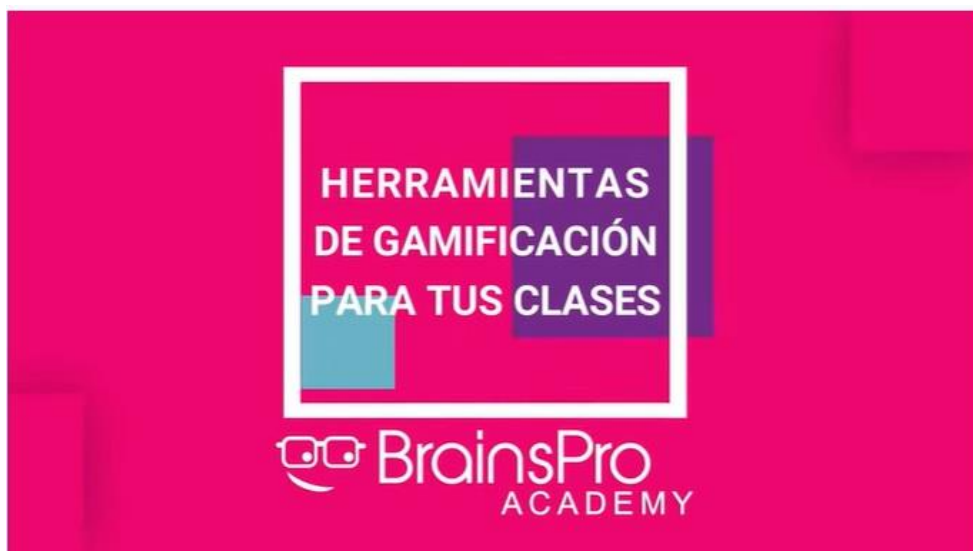 HERRAMIENTAS
DE GAMIFICACIÓN
PARA TUS CLASES
BrainsPro
ACADEMY